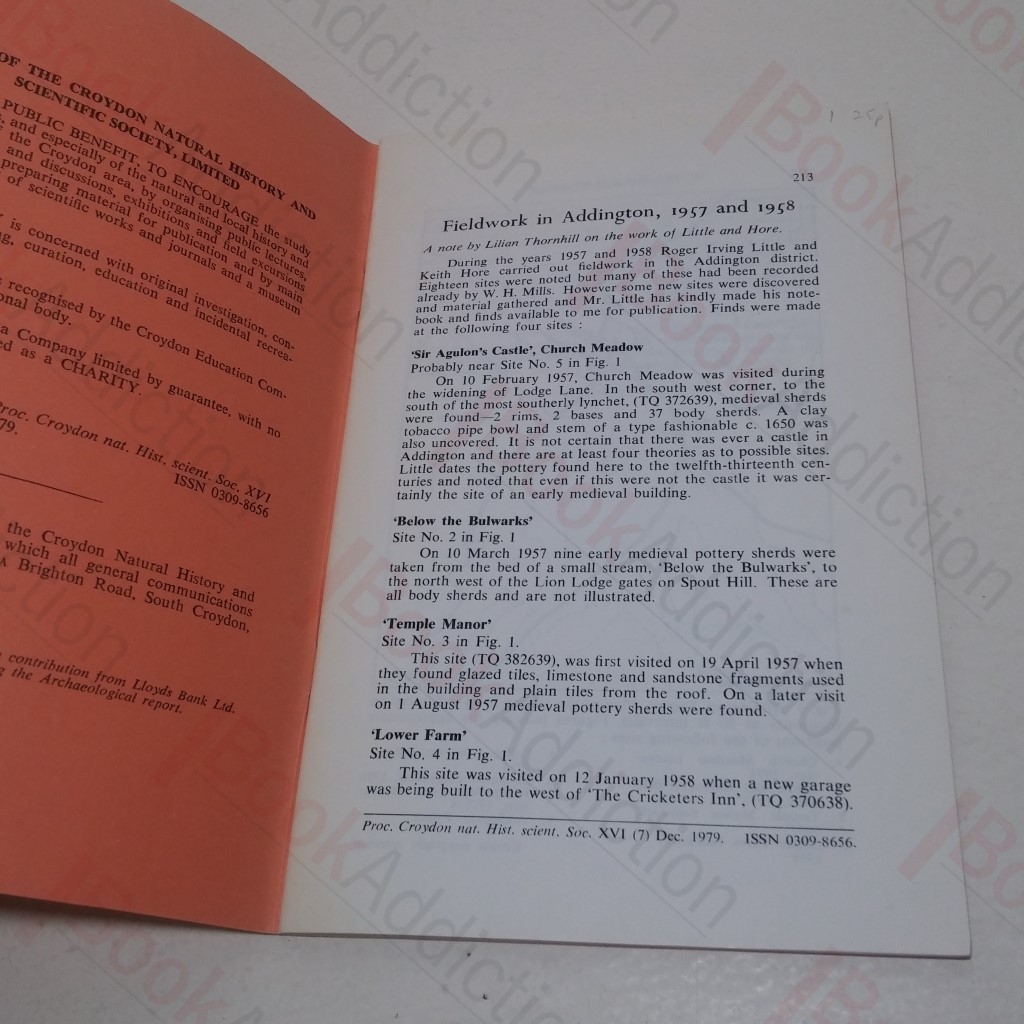 OF THE CROYDON NATURAL HISTORY AND
SCIENTIFIC SOCIETY, LIMITED
PUBLIC BENEFIT, TO ENCOURAGE the study
and especially of the natural and local history and
the Croydon area, by organising public lectures,
and discussions, exhibitions and field excursions
preparing material for publication and by main
of scientific works and journals and a museum
is concerned with original investigation, con-
curation, education and incidental recrea-
recognised by the Croydon Education Com-
onal body.
a Company limited by guarantee, with no
ed as a CHARITY.
Proc. Croydon nat. Hist. scient. Soc. XVI
79.
ISSN 0309-8656
the Croydon Natural History and
which all general communications
Brighton Road, South Croydon,
contribution from Lloyds Bank Ltd.
the Archaeological report.
1 25p
213
Fieldwork in Addington, 1957 and 1958
A note by Lilian Thornhill on the work of Little and Hore.
During the years 1957 and 1958 Roger Irving Little and
Keith Hore carried out fieldwork in the Addington district.
Eighteen sites were noted but many of these had been recorded
already by W. H. Mills. However some new sites were discovered
and material gathered and Mr. Little has kindly made his note-
book and finds available to me for publication. Finds were made
at the following four sites :
'Sir Agulon's Castle', Church Meadow
Probably near Site No. 5 in Fig. 1
On 10 February 1957, Church Meadow was visited during
the widening of Lodge Lane. In the south west corner, to the
south of the most southerly lynchet, (TQ 372639), medieval sherds
were found—2 rims, 2 bases and 37 body sherds. A clay
tobacco pipe bowl and stem of a type fashionable c. 1650 was
also uncovered. It is not certain that there was ever a castle in
Addington and there are at least four theories as to possible sites.
Little dates the pottery found here to the twelfth-thirteenth cen-
turies and noted that even if this were not the castle it was cer-
tainly the site of an early medieval building.
'Below the Bulwarks'
Site No. 2 in Fig. 1
On 10 March 1957 nine early medieval pottery sherds were
taken from the bed of a small stream, 'Below the Bulwarks', to
the north west of the Lion Lodge gates on Spout Hill. These are
all body sherds and are not illustrated.
'Temple Manor'
Site No. 3 in Fig. 1.
This site (TQ 382639), was first visited on 19 April 1957 when
they found glazed tiles, limestone and sandstone fragments used
in the building and plain tiles from the roof. On a later visit
on 1 August 1957 medieval pottery sherds were found.
'Lower Farm'
Site No. 4 in Fig. 1.
This site was visited on 12 January 1958 when a new garage
was being built to the west of 'The Cricketers Inn', (TQ 370638).
Proc. Croydon nat. Hist. scient. Soc. XVI (7) Dec. 1979. ISSN 0309-8656.
BookAddiction